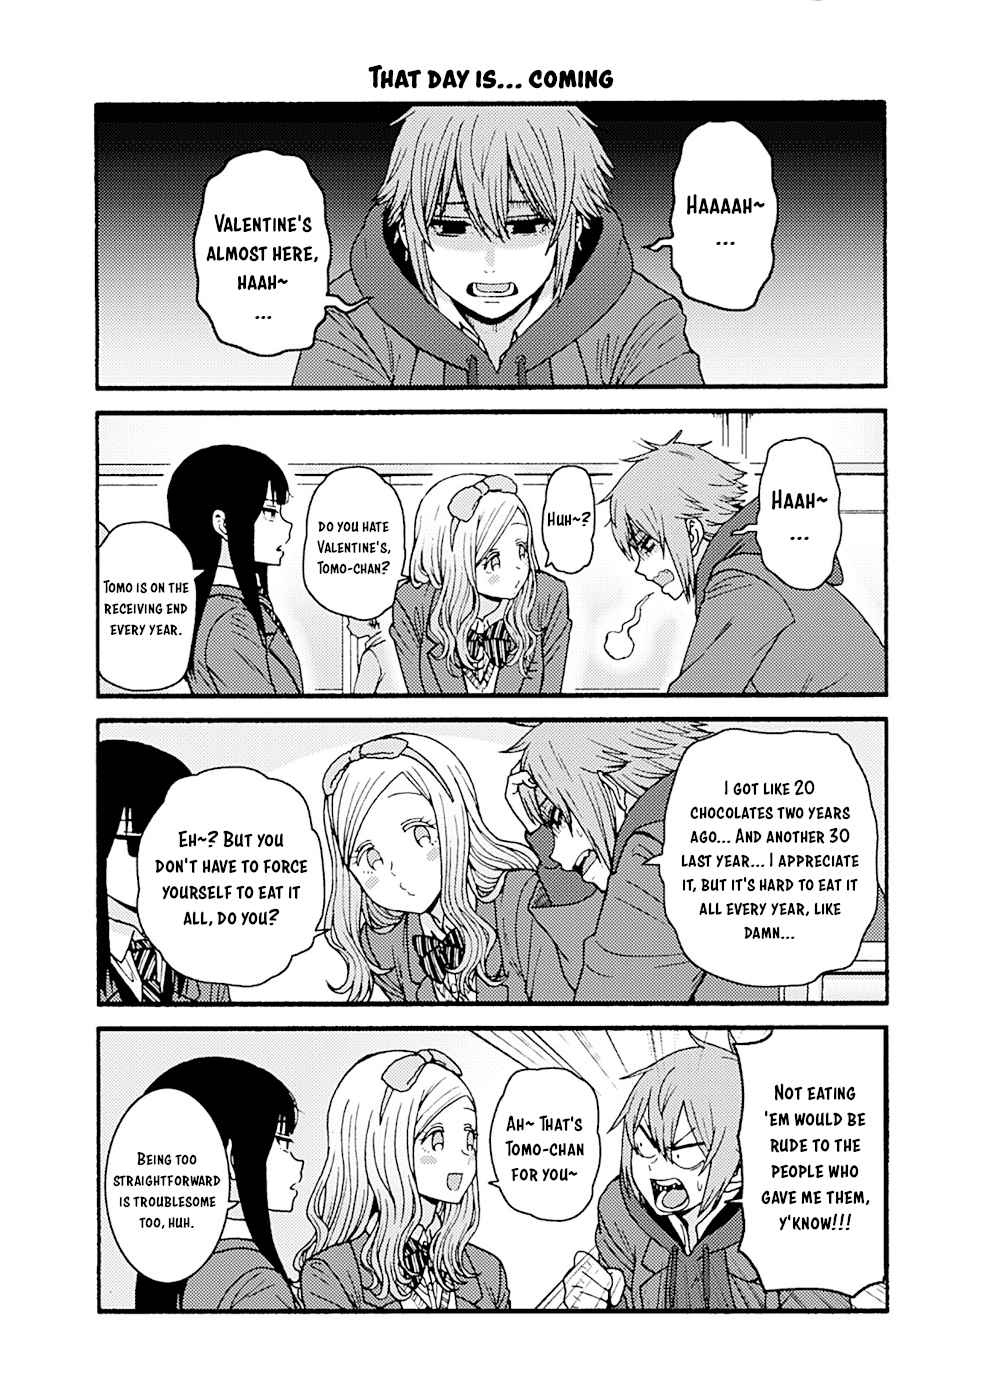 That day is... coming
Haaaah~
...
Valentine's
almost here,
haah~
...
Haah~
...
Huh~?
do you hate
Valentine's,
Tomo-chan?
Tomo is on the
receiving end
every year.
I got like 20
chocolates two years
ago... And another 30
last year... I appreciate
it, but it's hard to eat it
all every year, like
damn...
Eh~? But you
don't have to force
yourself to eat it
all, do you?
Not eating
'em would be
rude to the
people who
gave me them,
y'know!!!
Ah~ That's
Tomo-chan
for you~
Being too
straightforward
is troublesome
too, huh.